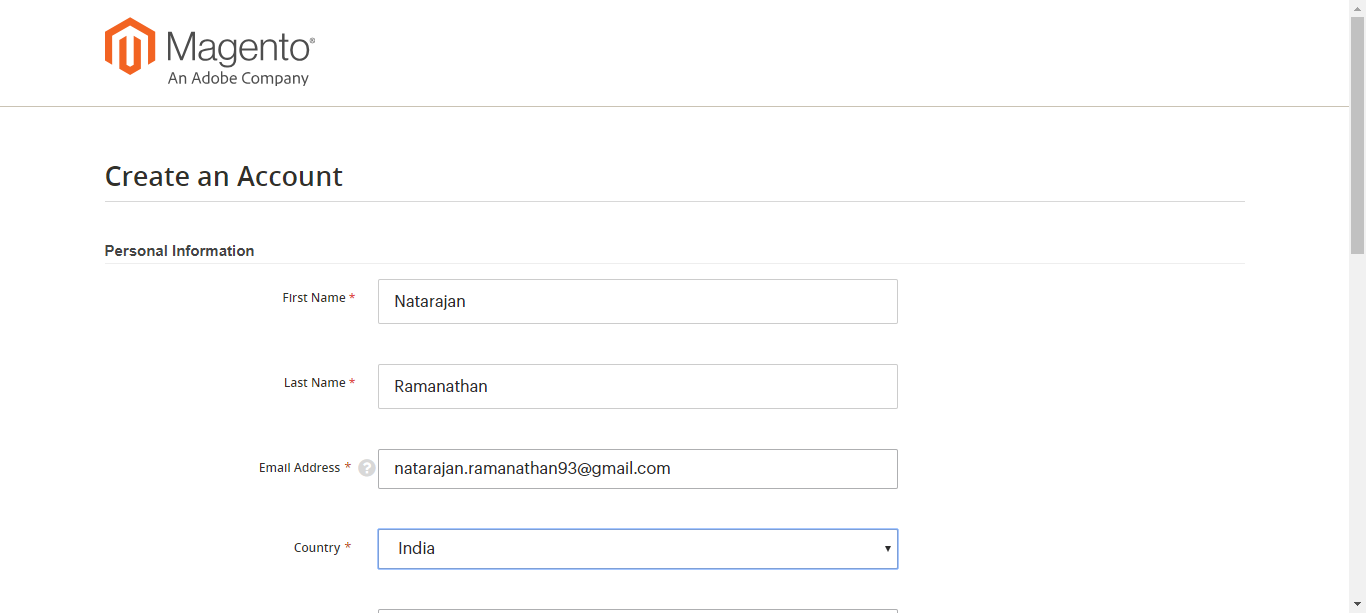 Magento®
An Adobe Company
Create an Account
Personal Information
First Name *
Natarajan
Last Name *
Ramanathan
Email Address * ?
natarajan.ramanathan93@gmail.com
Country *
India